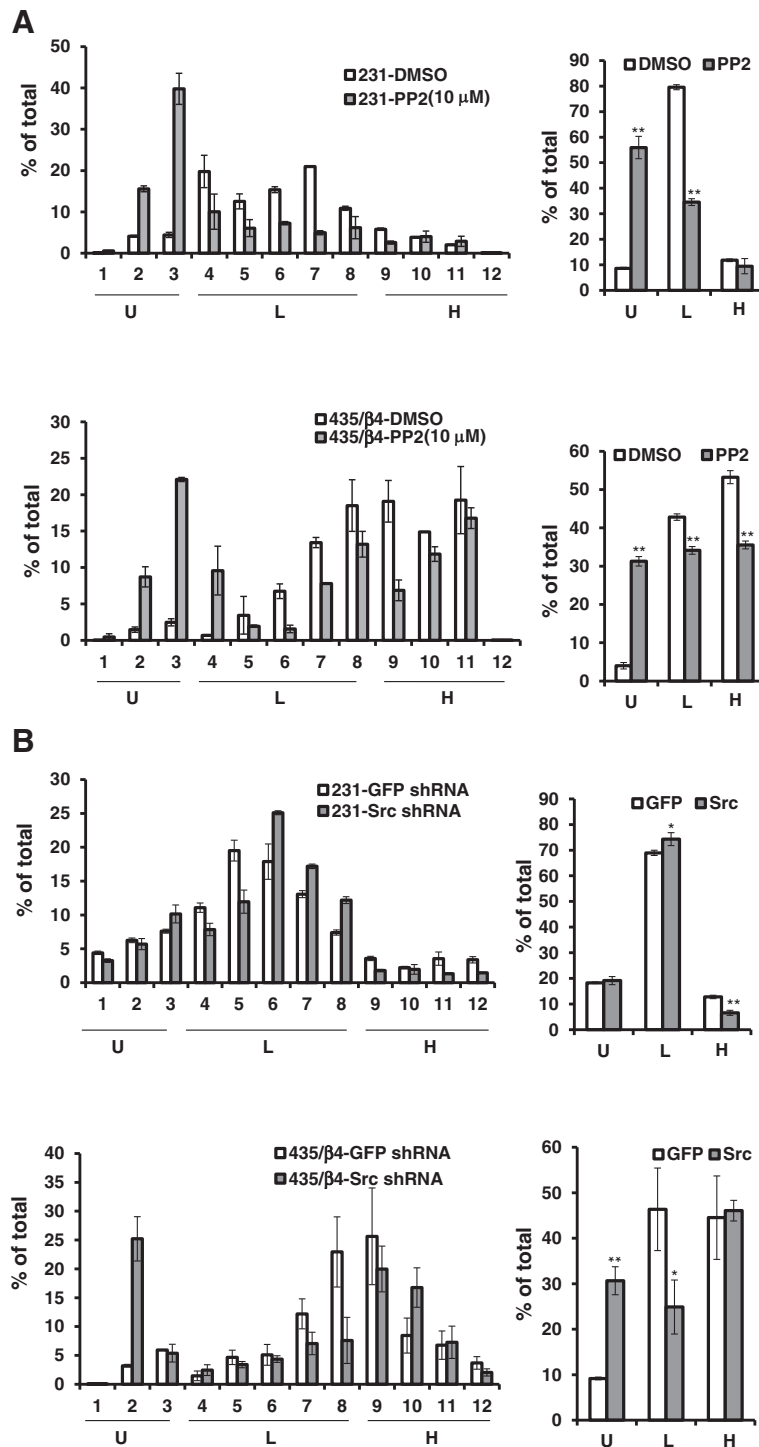 A
50
40
30
20
10
0
% of total
231-DMSO
231-PP2(10 μM)
1 2 3 4 5 6 7 8 9 10 11 12
U L H
90
80
70
60
50
40
30
20
10
0
% of total
DMSO PP2
** **
U L H
30
25
20
15
10
5
0
% of total
435/β4-DMSO
435/β4-PP2(10 μM)
1 2 3 4 5 6 7 8 9 10 11 12
U L H
60
50
40
30
20
10
0
% of total
DMSO PP2
** ** **
U L H
B
30
25
20
15
10
5
0
% of total
231-GFP shRNA
231-Src shRNA
1 2 3 4 5 6 7 8 9 10 11 12
U L H
90
80
70
60
50
40
30
20
10
0
% of total
GFP Src
* **
U L H
40
35
30
25
20
15
10
5
0
% of total
435/β4-GFP shRNA
435/β4-Src shRNA
1 2 3 4 5 6 7 8 9 10 11 12
U L H
60
50
40
30
20
10
0
% of total
GFP Src
** *
U L H